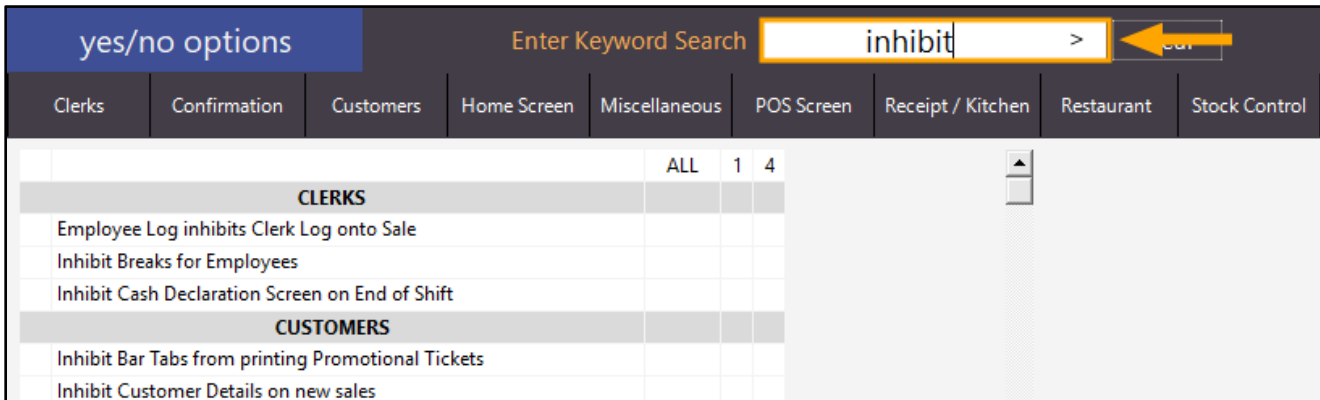 yes/no options Enter Keyword Search inhibit >
Clerks Confirmation Customers Home Screen Miscellaneous POS Screen Receipt / Kitchen Restaurant Stock Control
ALL 1 4
CLERKS
Employee Log inhibits Clerk Log onto Sale
Inhibit Breaks for Employees
Inhibit Cash Declaration Screen on End of Shift
CUSTOMERS
Inhibit Bar Tabs from printing Promotional Tickets
Inhibit Customer Details on new sales